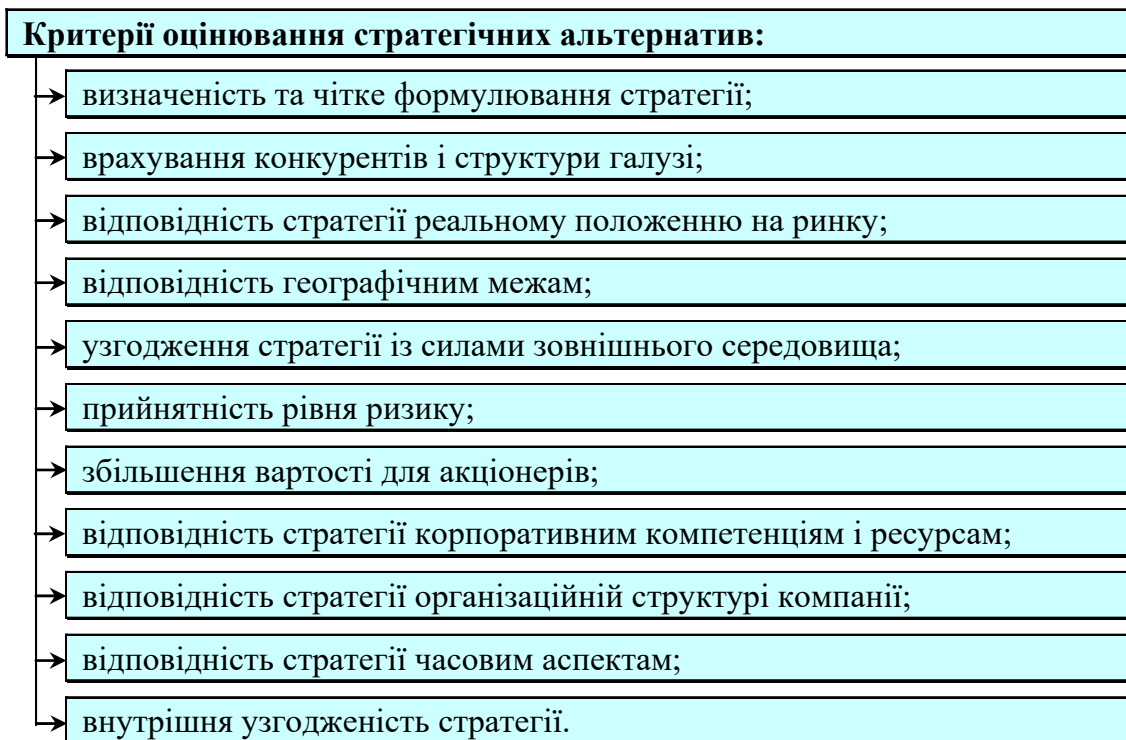 Критерії оцінювання стратегічних альтернатив:
визначеність та чітке формулювання стратегії;
врахування конкурентів і структури галузі;
відповідність стратегії реальному положенню на ринку;
відповідність географічним межам;
узгодження стратегії із силами зовнішнього середовища;
прийнятність рівня ризику;
збільшення вартості для акціонерів;
відповідність стратегії корпоративним компетенціям і ресурсам;
відповідність стратегії організаційній структурі компанії;
відповідність стратегії часовим аспектам;
внутрішня узгодженість стратегії.